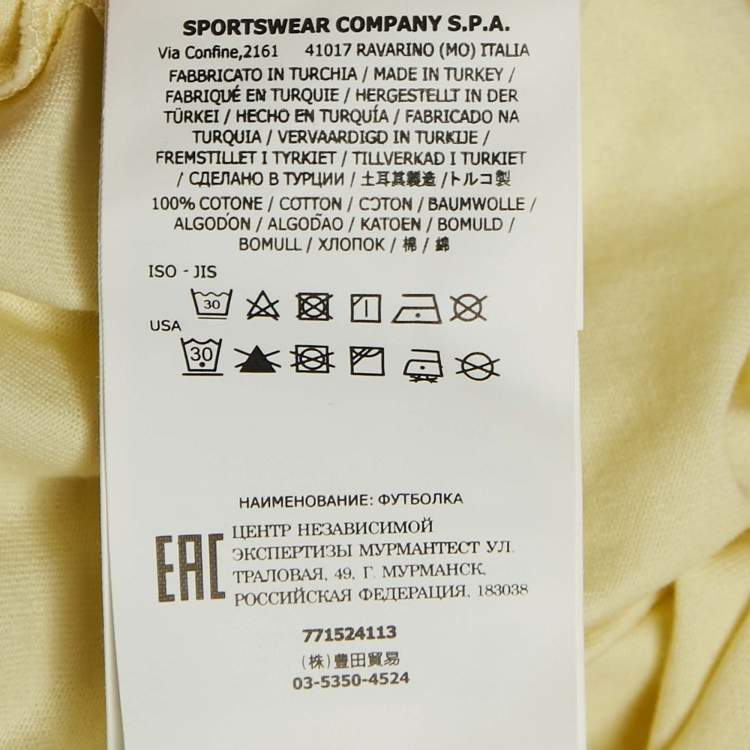 SPORTSWEAR COMPANY S.P.A.
Via Confine,2161 41017 RAVARINO (MO) ITALIA
FABBRICATO IN TURCHIA / MADE IN TURKEY /
FABRIQUÉ EN TURQUIE / HERGESTELLT IN DER
TÜRKEI / HECHO EN TURQUÍA / FABRICADO NA
TURQUIA / VERVAARDIGD IN TURKIJE /
FREMSTILLET I TYRKIET / TILLVERKAD I TURKIET
/ СДЕЛАНО В ТУРЦИИ / 土耳其製造 /トルコ製
100% COTONE / COTTON / COTON / BAUMWOLLE /
ALGODÓN / ALGODÃO / KATOEN / BOMULD /
BOMULL / ХЛОПОК / 棉 / 綿
ISO - JIS
30
USA
30
НАИМЕНОВАНИЕ: ФУТБОЛКА
EAC
ЦЕНТР НЕЗАВИСИМОЙ
ЭКСПЕРТИЗЫ МУРМАНТЕСТ УЛ.
ТРАЛОВАЯ, 49, Г. МУРМАНСК,
РОССИЙСКАЯ ФЕДЕРАЦИЯ, 183038
771524113
(株)豊田貿易
03-5350-4524